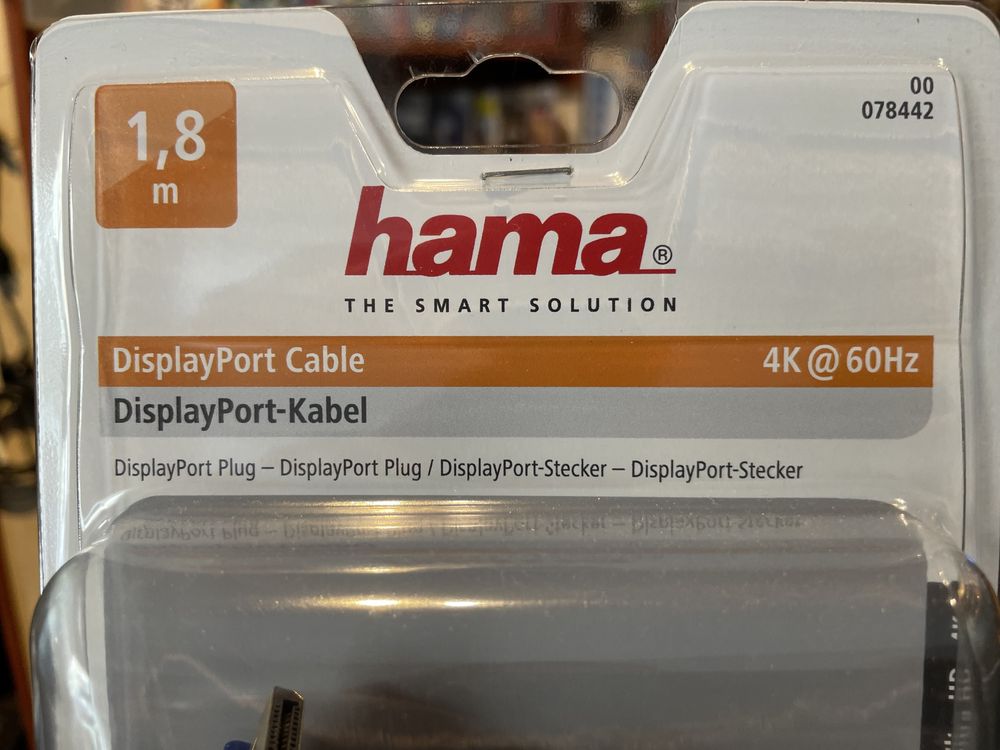 1,8
m
00
078442
hama®
THE SMART SOLUTION
DisplayPort Cable
4K @ 60Hz
DisplayPort-Kabel
DisplayPort Plug – DisplayPort Plug / DisplayPort-Stecker – DisplayPort-Stecker